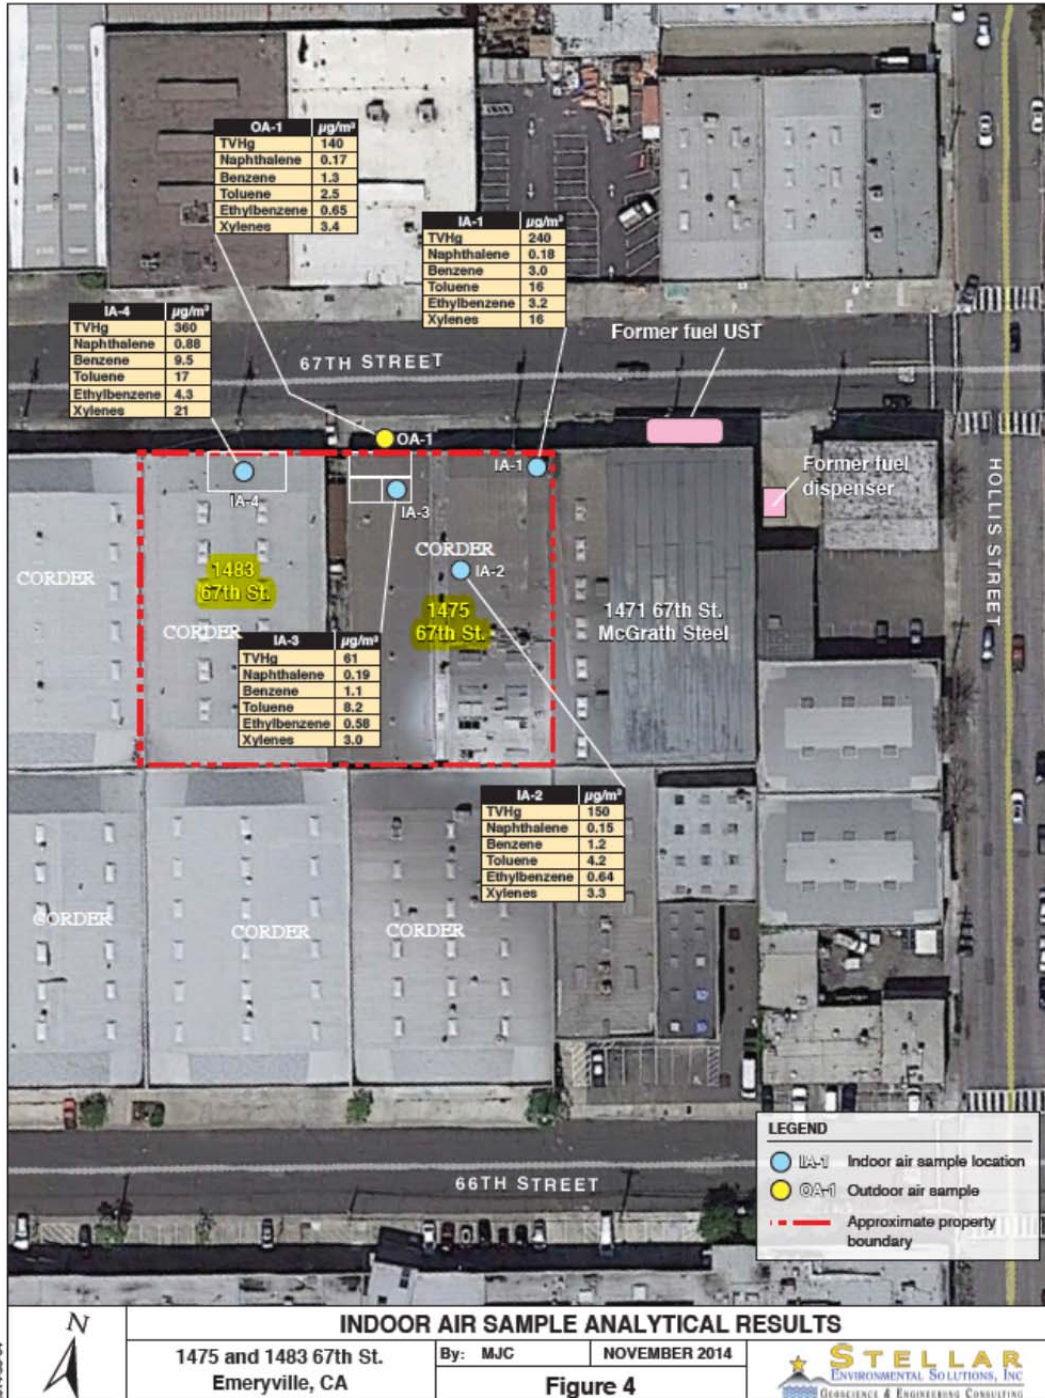 OA-1 µg/m³
TVHg 140
Naphthalene 0.17
Benzene 1.3
Toluene 2.5
Ethylbenzene 0.65
Xylenes 3.4
IA-1 µg/m³
TVHg 240
Naphthalene 0.18
Benzene 3.0
Toluene 16
Ethylbenzene 3.2
Xylenes 16
IA-4 µg/m³
TVHg 360
Naphthalene 0.88
Benzene 9.5
Toluene 17
Ethylbenzene 4.3
Xylenes 21
67TH STREET
Former fuel UST
OA-1
IA-1
IA-4
IA-3
Former fuel
dispenser
HOLLIS STREET
CORDER
IA-2
CORDER
1483
67th St.
CORDER
1475
67th St.
1471 67th St.
McGrath Steel
IA-3 µg/m³
TVHg 61
Naphthalene 0.19
Benzene 1.1
Toluene 8.2
Ethylbenzene 0.58
Xylenes 3.0
IA-2 µg/m³
TVHg 150
Naphthalene 0.15
Benzene 1.2
Toluene 4.2
Ethylbenzene 0.64
Xylenes 3.3
CORDER
CORDER
CORDER
66TH STREET
LEGEND
IA-1 Indoor air sample location
OA-1 Outdoor air sample
Approximate property
boundary
N
INDOOR AIR SAMPLE ANALYTICAL RESULTS
1475 and 1483 67th St.
Emeryville, CA
By: MJC
NOVEMBER 2014
Figure 4
STELLAR
ENVIRONMENTAL SOLUTIONS, INC
GEOSCIENCE & ENGINEERING CONSULTING